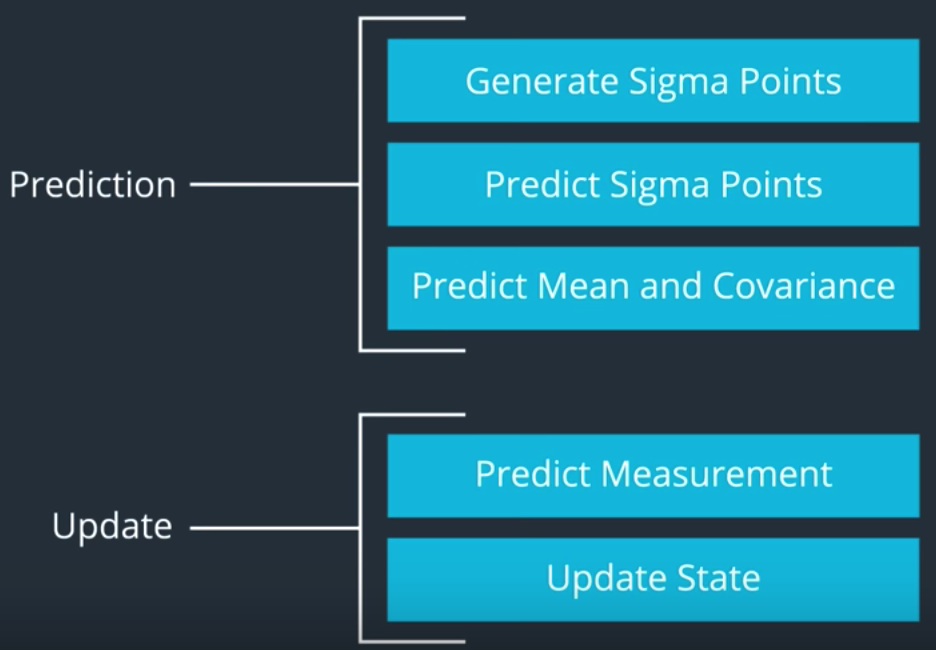 Prediction
Generate Sigma Points
Predict Sigma Points
Predict Mean and Covariance
Update
Predict Measurement
Update State